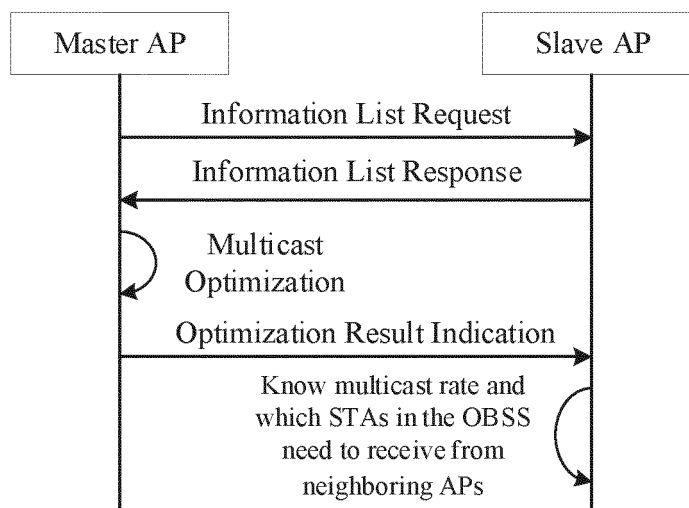 Master AP
Slave AP
Information List Request
Information List Response
Multicast
Optimization
Optimization Result Indication
Know multicast rate and
which STAs in the OBSS
need to receive from
neighboring APs